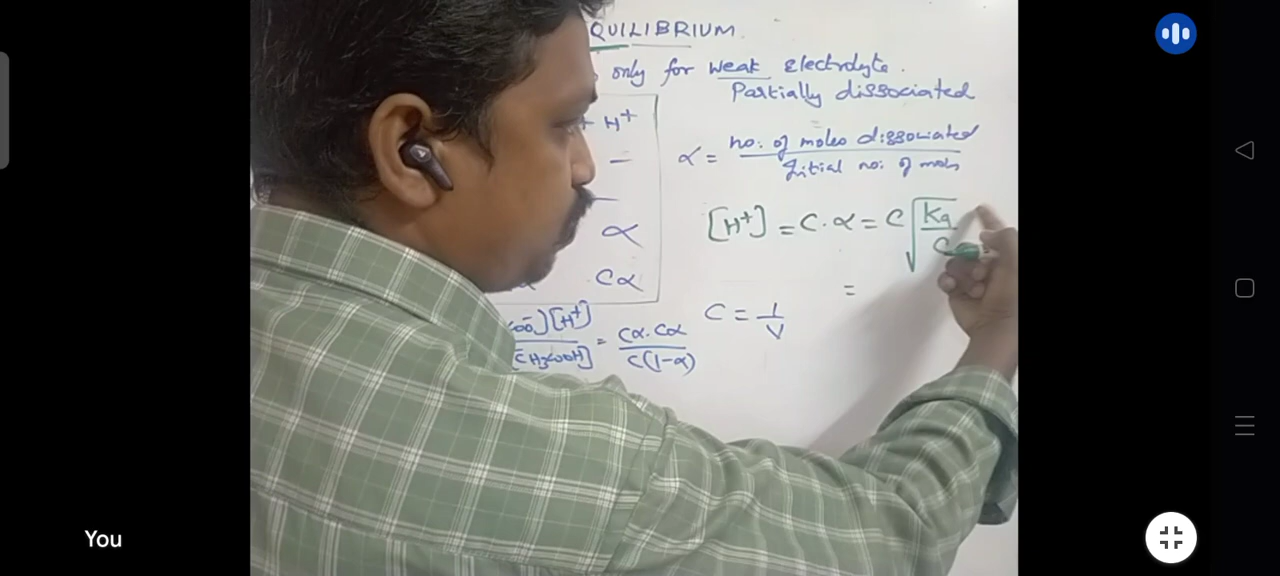 QUILIBRIUM.
only for weak Electrolyte.
Partially dissociated
+ H⁺
—
α = no: of moles dissociated / Initial no: of moles
—
α
[H⁺] = C·α = C√(Ka/C)
Cα
=
C = 1/V
[H⁺] / [CH₃COOH] = Cα·Cα / C(1-α)
You